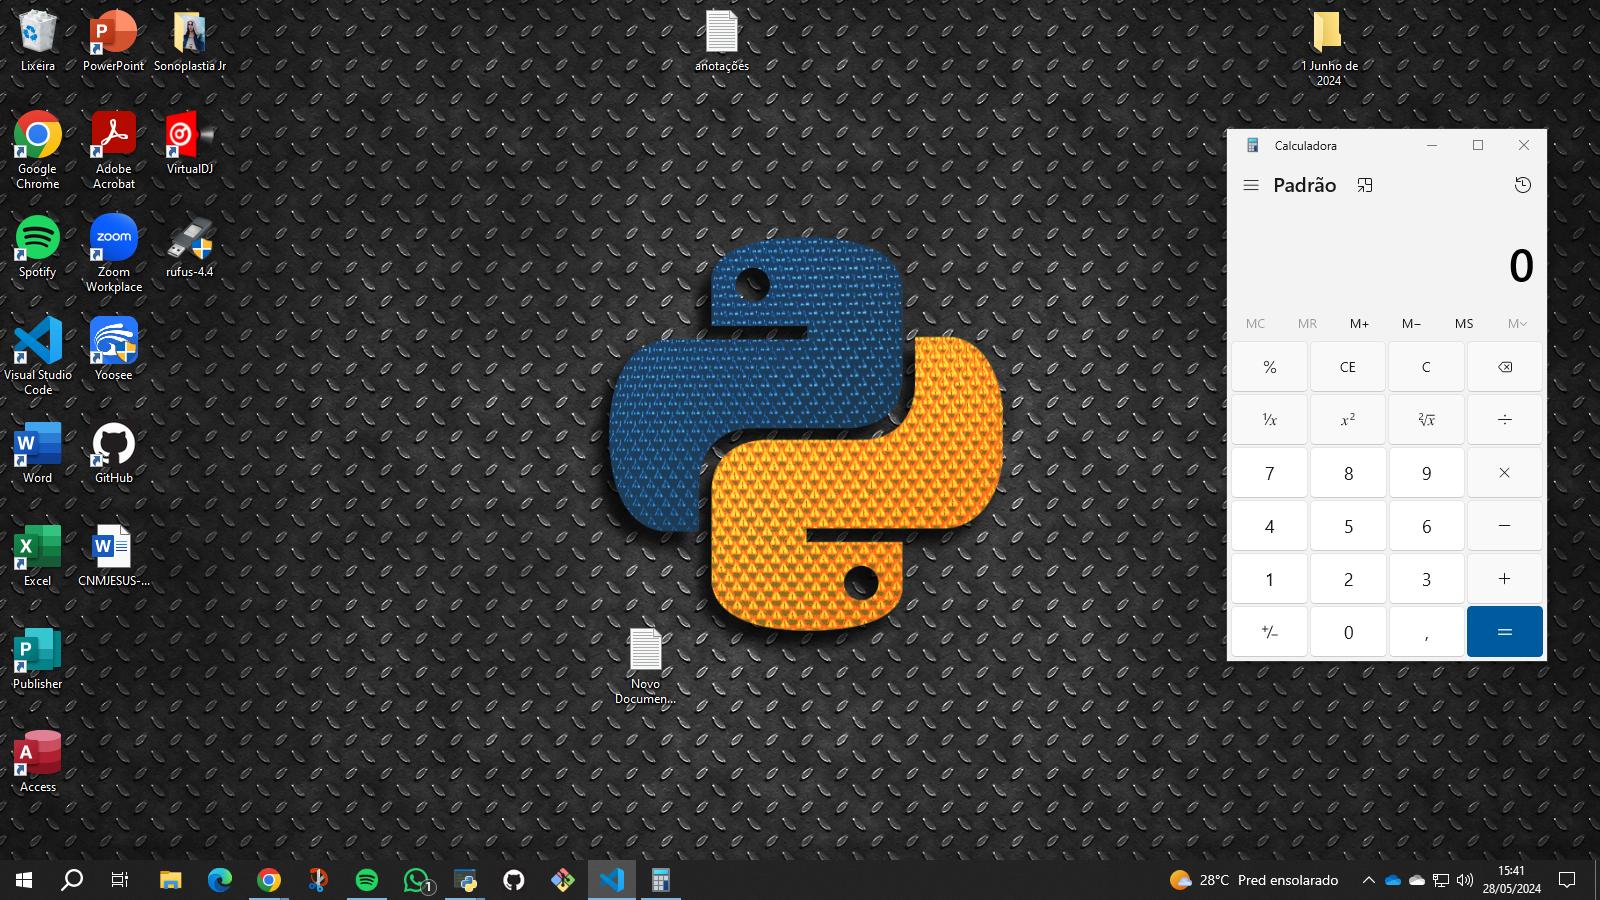 Lixeira
PowerPoint
Sonoplastia Jr
anotações
1 Junho de
2024
Google
Chrome
Adobe
Acrobat
VirtualDJ
Spotify
zoom
Zoom
Workplace
rufus-4.4
Visual Studio
Code
Yoosee
Word
GitHub
Excel
CNMJESUS-...
Publisher
Access
Novo
Documen...
Calculadora
Padrão
0
MC MR M+ M− MS M
% CE C
¹⁄x x² ²√x ÷
7 8 9 ×
4 5 6 −
1 2 3 +
+/− 0 , =
1
28°C Pred ensolarado
15:41
28/05/2024